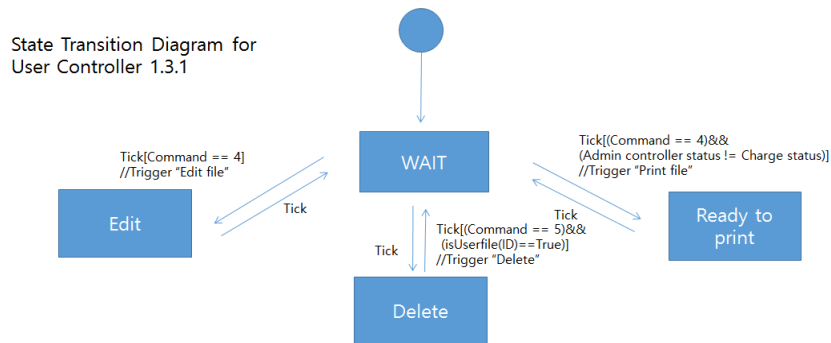 State Transition Diagram for
User Controller 1.3.1
WAIT
Tick[Command == 4]
//Trigger “Edit file”
Tick
Edit
Tick[(Command == 4)&&
(Admin controller status != Charge status)]
//Trigger “Print file”
Tick
Ready to
print
Tick
Tick[(Command == 5)&&
(isUserfile(ID)==True)]
//Trigger “Delete”
Delete